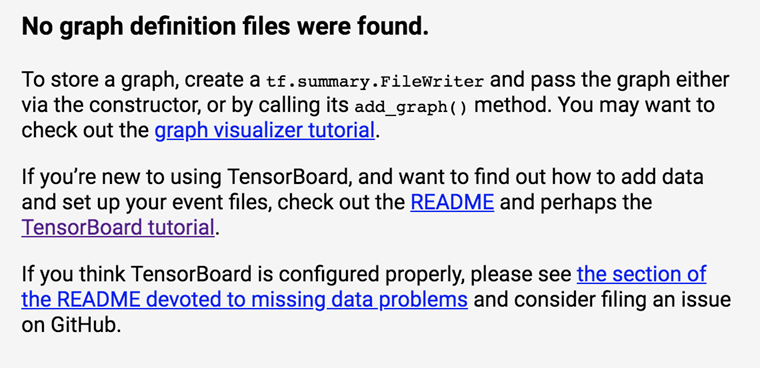 No graph definition files were found.
To store a graph, create a tf.summary.FileWriter and pass the graph either
via the constructor, or by calling its add_graph() method. You may want to
check out the graph visualizer tutorial.
If you’re new to using TensorBoard, and want to find out how to add data
and set up your event files, check out the README and perhaps the
TensorBoard tutorial.
If you think TensorBoard is configured properly, please see the section of
the README devoted to missing data problems and consider filing an issue
on GitHub.